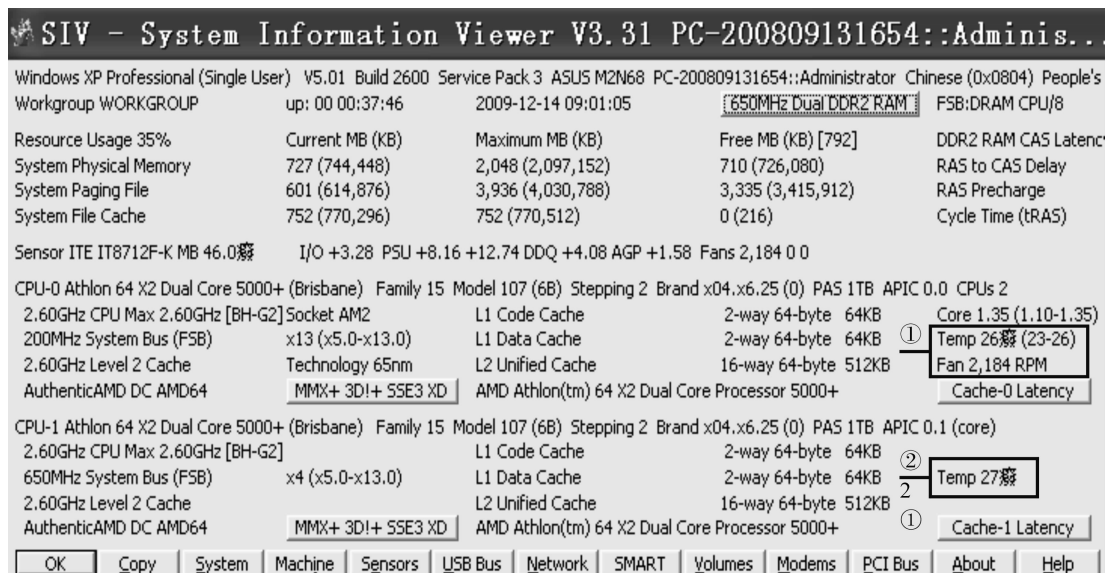 SIV - System Information Viewer V3.31 PC-200809131654::Adminis...
Windows XP Professional (Single User) V5.01 Build 2600 Service Pack 3 ASUS M2N68 PC-200809131654::Administrator Chinese (0x0804) People's
Workgroup WORKGROUP up: 00 00:37:46 2009-12-14 09:01:05 650MHz Dual DDR2 RAM FSB:DRAM CPU/8
Resource Usage 35% Current MB (KB) Maximum MB (KB) Free MB (KB) [792] DDR2 RAM CAS Latency
System Physical Memory 727 (744,448) 2,048 (2,097,152) 710 (726,080) RAS to CAS Delay
System Paging File 601 (614,876) 3,936 (4,030,788) 3,335 (3,415,912) RAS Precharge
System File Cache 752 (770,296) 752 (770,512) 0 (216) Cycle Time (tRAS)
Sensor ITE IT8712F-K MB 46.0癈 I/O +3.28 PSU +8.16 +12.74 DDQ +4.08 AGP +1.58 Fans 2,184 0 0
CPU-0 Athlon 64 X2 Dual Core 5000+ (Brisbane) Family 15 Model 107 (6B) Stepping 2 Brand x04.x6.25 (0) PAS 1TB APIC 0.0 CPUs 2
2.60GHz CPU Max 2.60GHz [BH-G2] Socket AM2 L1 Code Cache 2-way 64-byte 64KB Core 1.35 (1.10-1.35)
200MHz System Bus (FSB) x13 (x5.0-x13.0) L1 Data Cache 2-way 64-byte 64KB ① Temp 26癈 (23-26)
2.60GHz Level 2 Cache Technology 65nm L2 Unified Cache 16-way 64-byte 512KB Fan 2,184 RPM
AuthenticAMD DC AMD64 MMX+ 3D!+ SSE3 XD AMD Athlon(tm) 64 X2 Dual Core Processor 5000+ Cache-0 Latency
CPU-1 Athlon 64 X2 Dual Core 5000+ (Brisbane) Family 15 Model 107 (6B) Stepping 2 Brand x04.x6.25 (0) PAS 1TB APIC 0.1 (core)
2.60GHz CPU Max 2.60GHz [BH-G2] L1 Code Cache 2-way 64-byte 64KB
650MHz System Bus (FSB) x4 (x5.0-x13.0) L1 Data Cache 2-way 64-byte 64KB ② Temp 27癈
2.60GHz Level 2 Cache L2 Unified Cache 16-way 64-byte 512KB 2
AuthenticAMD DC AMD64 MMX+ 3D!+ SSE3 XD AMD Athlon(tm) 64 X2 Dual Core Processor 5000+ ① Cache-1 Latency
OK Copy System Machine Sensors USB Bus Network SMART Volumes Modems PCI Bus About Help